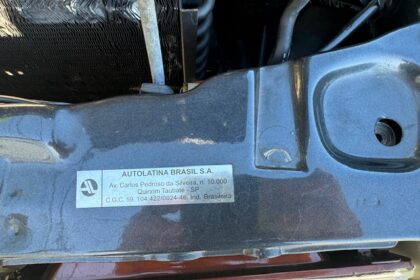 AUTOLATINA BRASIL S.A.
Av. Carlos Pedroso da Silveira, n. 10.000
Quiririm Taubaté - SP
C.G.C. 59. 104.422/0024-46, Ind. Brasileira